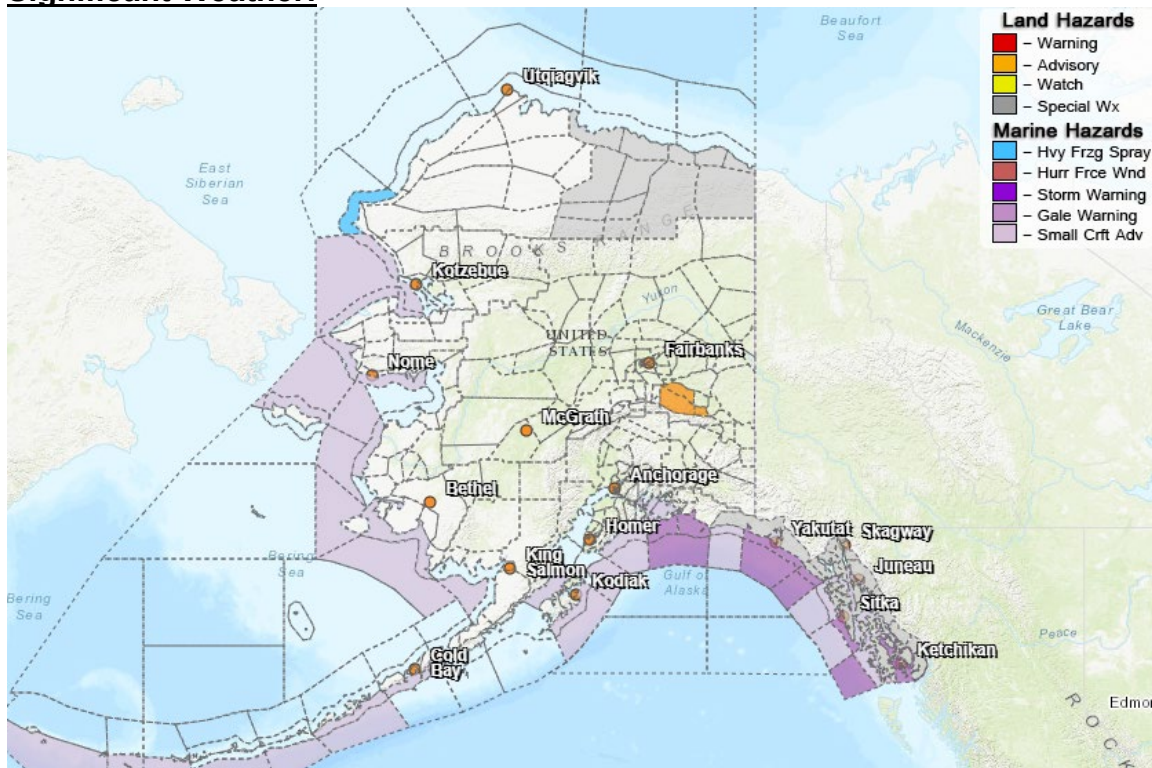 Significant Weather:
Beaufort
Sea
Land Hazards
– Warning
– Advisory
– Watch
– Special Wx
Marine Hazards
– Hvy Frzg Spray
– Hurr Frce Wnd
– Storm Warning
– Gale Warning
– Small Crft Adv
Utqiagvik
East
Siberian
Sea
BROOKS RANGE
Kotzebue
Yukon
Great Bear
Lake
Mackenzie
UNITED
STATES
Fairbanks
Nome
McGrath
Anchorage
Bethel
Homer
Yakutat
Skagway
King
Salmon
Bering
Sea
Kodiak
Gulf of
Alaska
Juneau
Bering
Sea
Sitka
Peace
Ketchikan
Cold
Bay
Edmo
ROCK